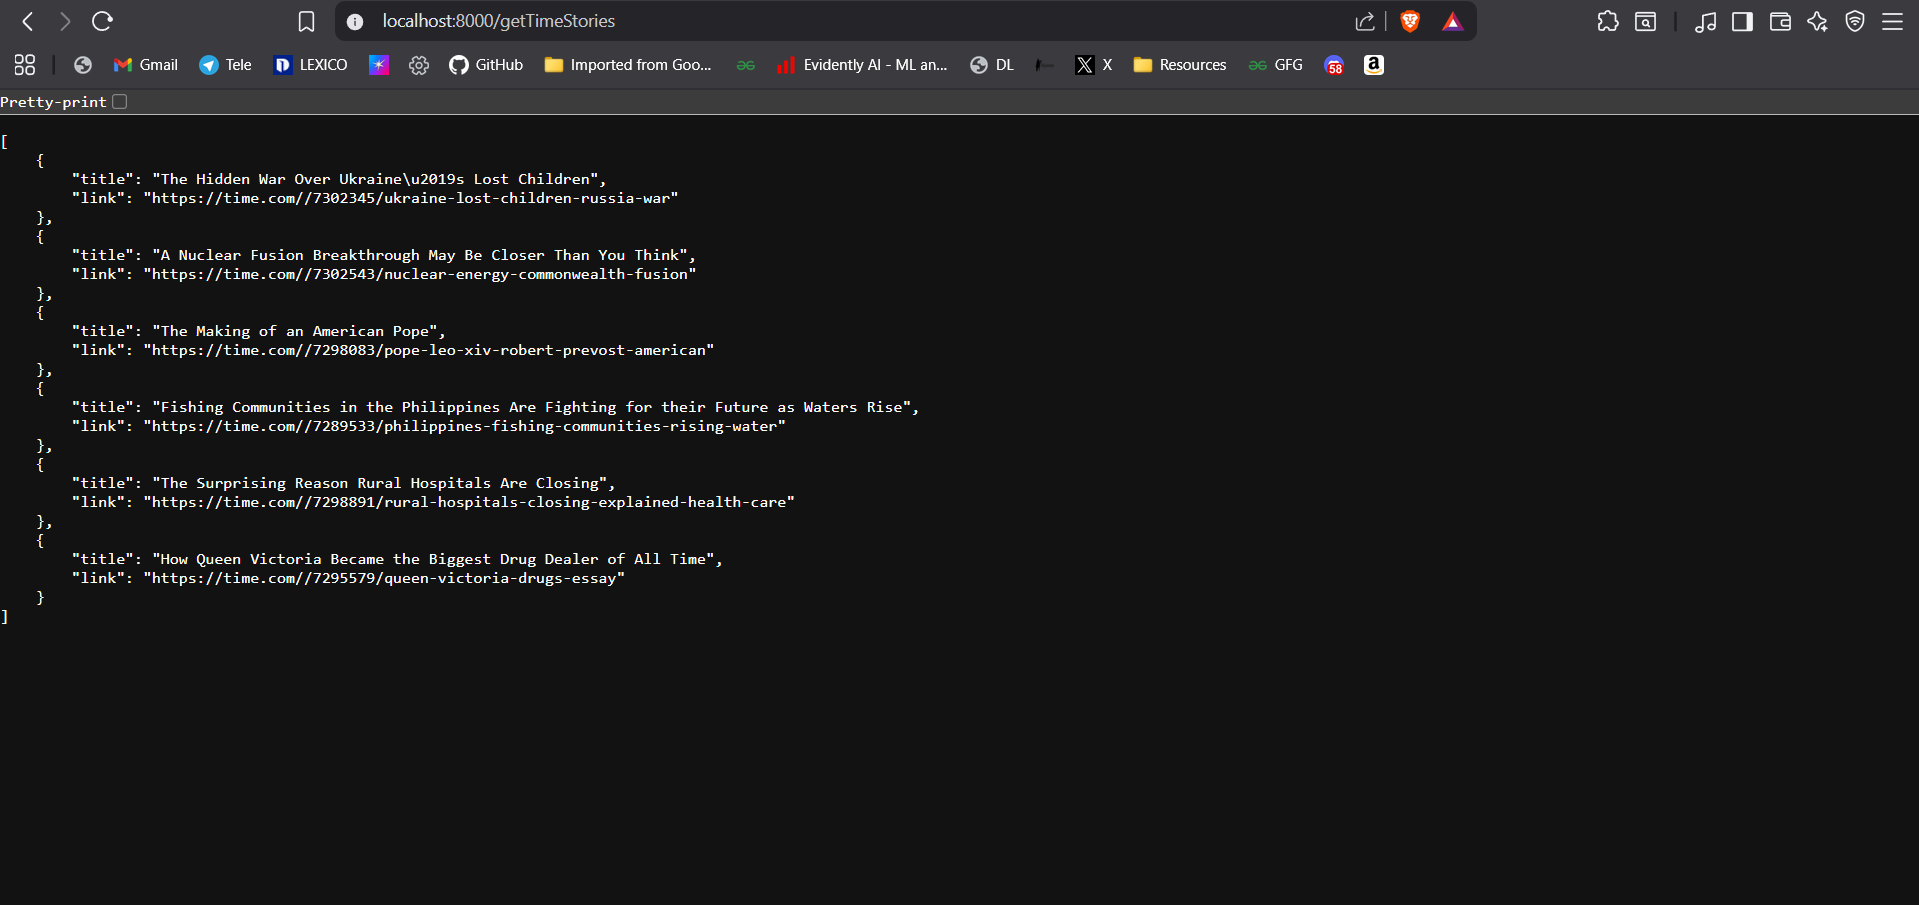 localhost:8000/getTimeStories
Gmail Tele LEXICO GitHub Imported from Goo... Evidently AI - ML an... DL X Resources GFG 58
Pretty-print
[
    {
        "title": "The Hidden War Over Ukraine\u2019s Lost Children",
        "link": "https://time.com//7302345/ukraine-lost-children-russia-war"
    },
    {
        "title": "A Nuclear Fusion Breakthrough May Be Closer Than You Think",
        "link": "https://time.com//7302543/nuclear-energy-commonwealth-fusion"
    },
    {
        "title": "The Making of an American Pope",
        "link": "https://time.com//7298083/pope-leo-xiv-robert-prevost-american"
    },
    {
        "title": "Fishing Communities in the Philippines Are Fighting for their Future as Waters Rise",
        "link": "https://time.com//7289533/philippines-fishing-communities-rising-water"
    },
    {
        "title": "The Surprising Reason Rural Hospitals Are Closing",
        "link": "https://time.com//7298891/rural-hospitals-closing-explained-health-care"
    },
    {
        "title": "How Queen Victoria Became the Biggest Drug Dealer of All Time",
        "link": "https://time.com//7295579/queen-victoria-drugs-essay"
    }
]